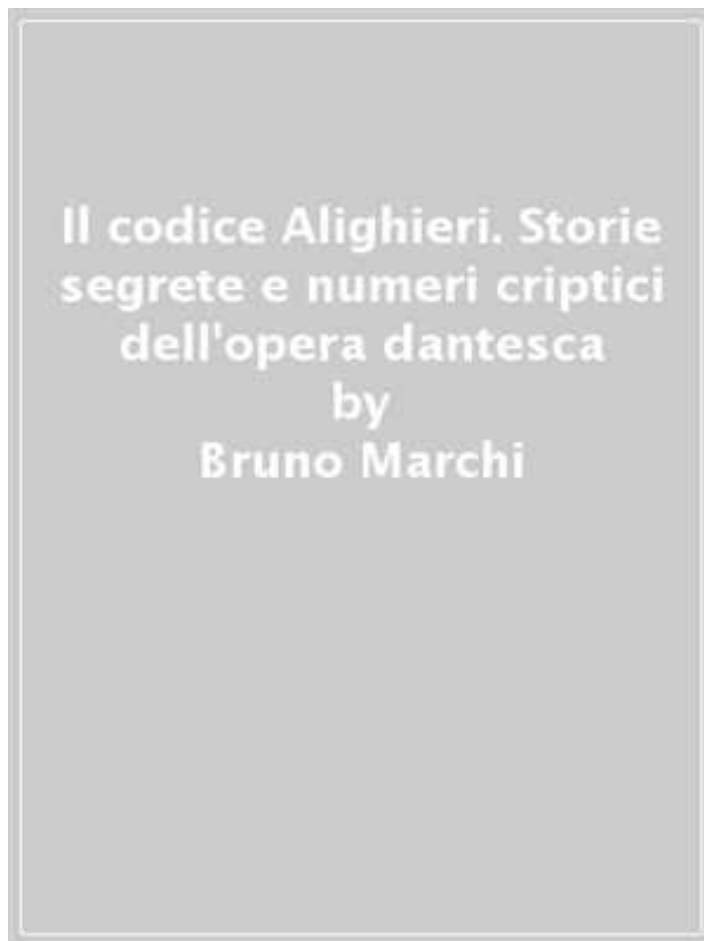 Il codice Alighieri. Storie
segrete e numeri criptici
dell'opera dantesca
by
Bruno Marchi